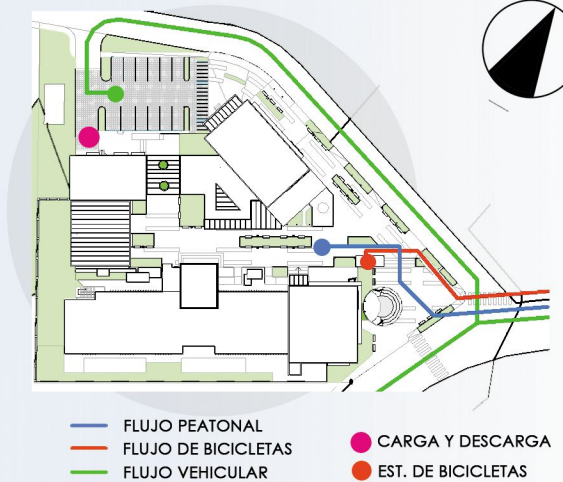 FLUJO PEATONAL
FLUJO DE BICICLETAS
FLUJO VEHICULAR
CARGA Y DESCARGA
EST. DE BICICLETAS